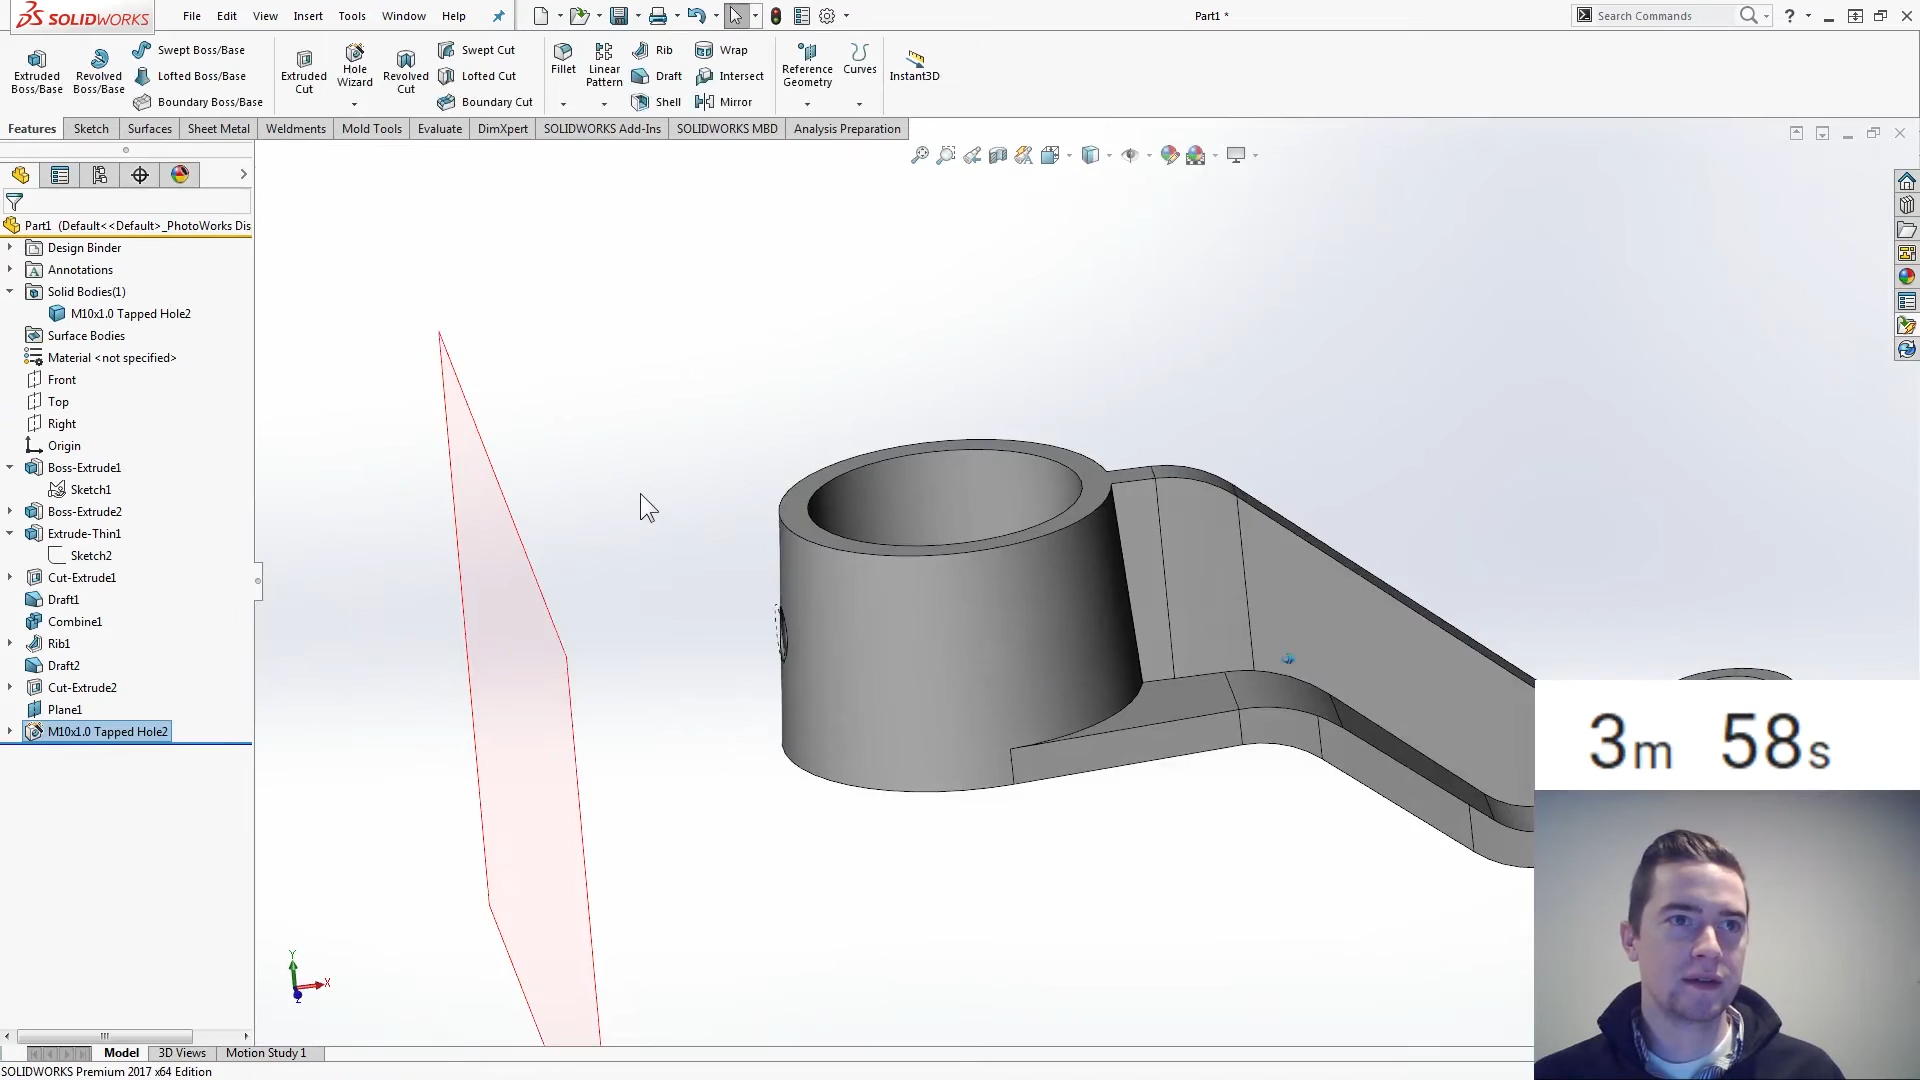 SOLIDWORKS File Edit View Insert Tools Window Help Part1 * Search Commands ?
Extruded Boss/Base
Revolved Boss/Base
Swept Boss/Base
Lofted Boss/Base
Boundary Boss/Base
Extruded Cut
Hole Wizard
Revolved Cut
Swept Cut
Lofted Cut
Boundary Cut
Fillet
Linear Pattern
Rib
Draft
Shell
Wrap
Intersect
Mirror
Reference Geometry
Curves
Instant3D
Features Sketch Surfaces Sheet Metal Weldments Mold Tools Evaluate DimXpert SOLIDWORKS Add-Ins SOLIDWORKS MBD Analysis Preparation
Part1 (Default<<Default>_PhotoWorks Dis
Design Binder
Annotations
Solid Bodies(1)
M10x1.0 Tapped Hole2
Surface Bodies
Material <not specified>
Front
Top
Right
Origin
Boss-Extrude1
Sketch1
Boss-Extrude2
Extrude-Thin1
Sketch2
Cut-Extrude1
Draft1
Combine1
Rib1
Draft2
Cut-Extrude2
Plane1
M10x1.0 Tapped Hole2
3m 58s
Y
X
Z
Model 3D Views Motion Study 1
SOLIDWORKS Premium 2017 x64 Edition